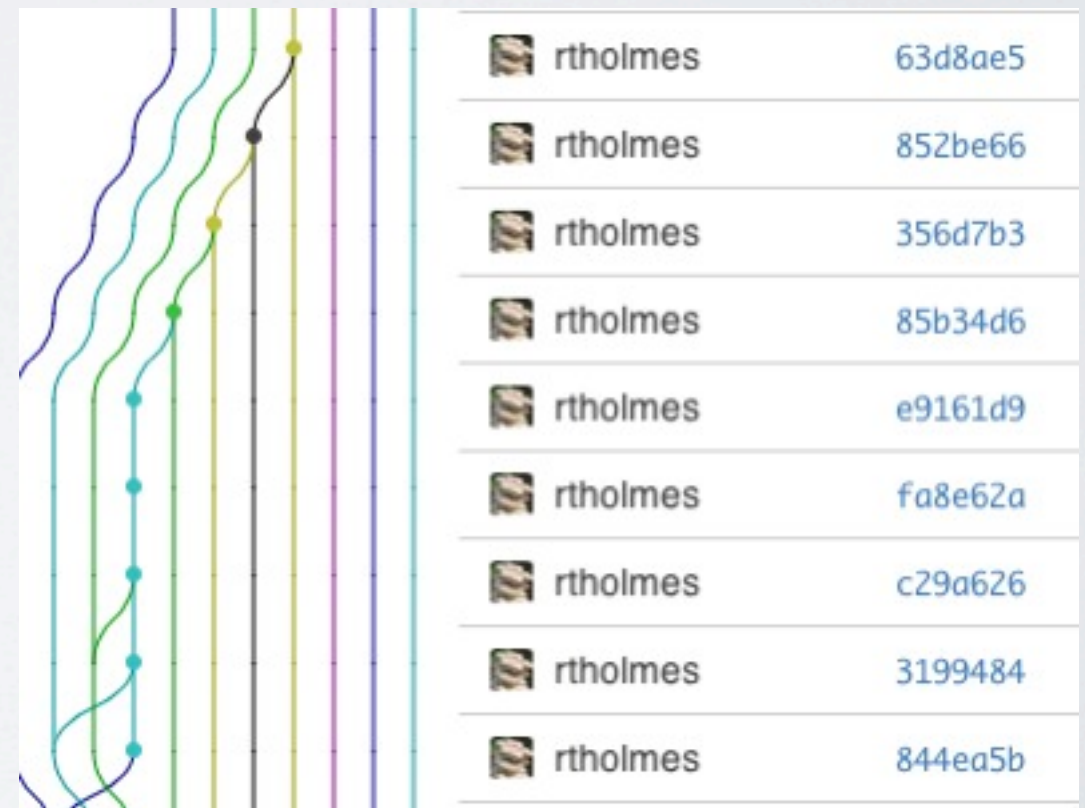 rtholmes 63d8ae5
rtholmes 852be66
rtholmes 356d7b3
rtholmes 85b34d6
rtholmes e9161d9
rtholmes fa8e62a
rtholmes c29a626
rtholmes 3199484
rtholmes 844ea5b